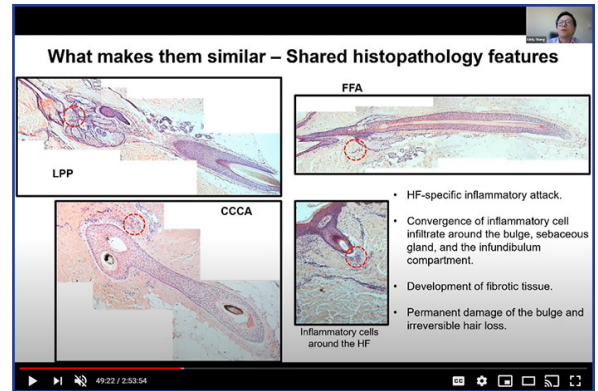 What makes them similar – Shared histopathology features
FFA
LPP
CCCA
• HF-specific inflammatory attack.
• Convergence of inflammatory cell
infiltrate around the bulge, sebaceous
gland, and the infundibulum
compartment.
• Development of fibrotic tissue.
• Permanent damage of the bulge and
irreversible hair loss.
Inflammatory cells
around the HF
49:22 / 2:53:54
CC